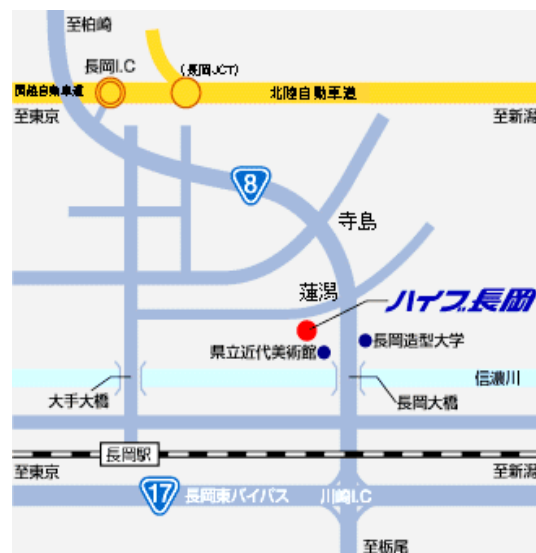 至柏崎
長岡I.C
(長岡JCT)
関越自動車道
北陸自動車道
至東京
至新潟
8
寺島
蓮潟
ハイブ長岡
県立近代美術館
長岡造型大学
信濃川
大手大橋
長岡大橋
長岡駅
至東京
至新潟
17
長岡東バイパス
川崎I.C
至栃尾